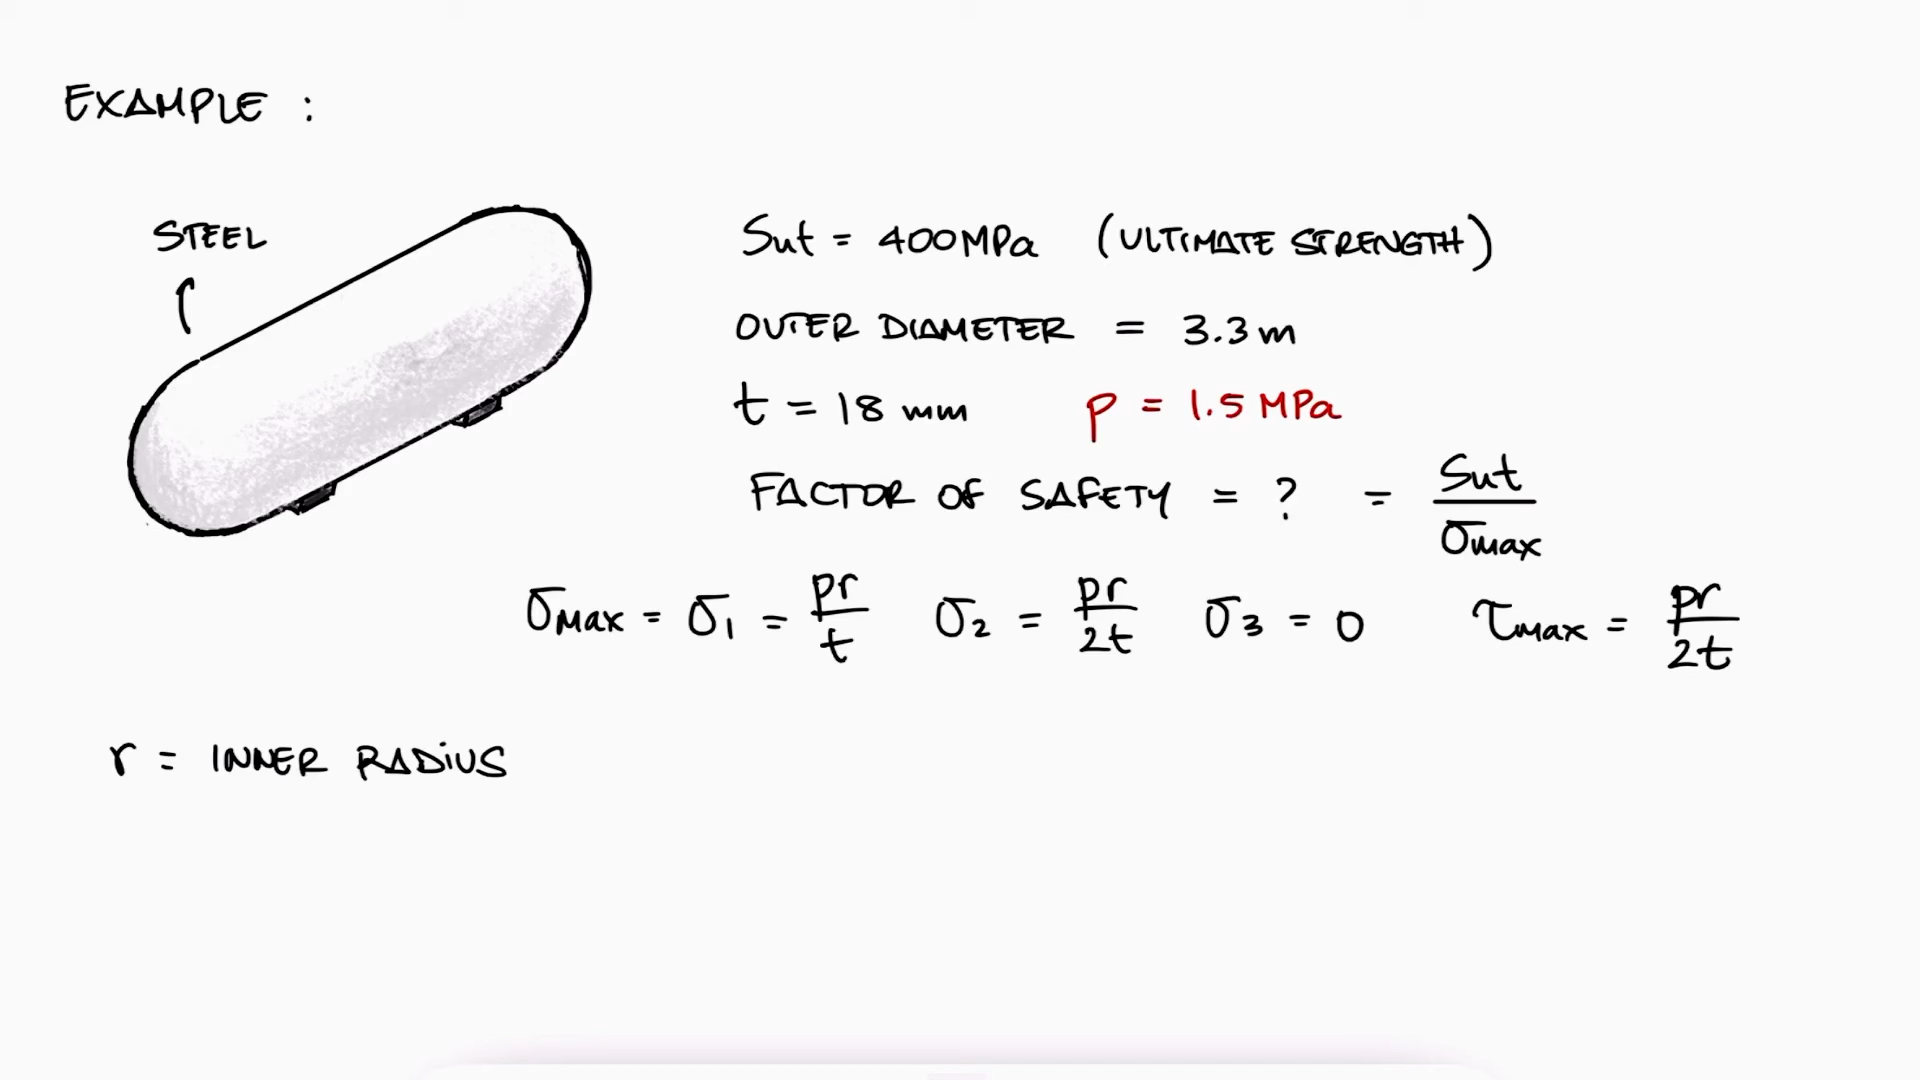 EXAMPLE :
STEEL
Sut = 400MPa (ULTIMATE STRENGTH)
OUTER DIAMETER = 3.3 m
t = 18 mm p = 1.5 MPa
FACTOR OF SAFETY = ? = Sut / σmax
σMAX = σ1 = pr/t σ2 = pr/2t σ3 = 0 τMAX = pr/2t
r = INNER RADIUS